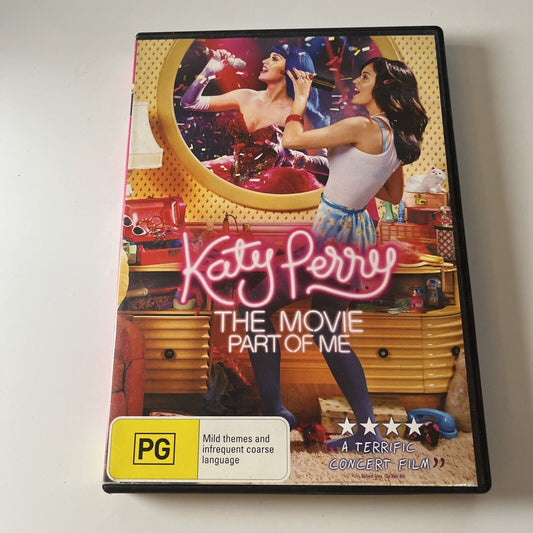 Katy Perry
THE MOVIE
PART OF ME
PG
Mild themes and
infrequent coarse
language
A TERRIFIC
CONCERT FILM”